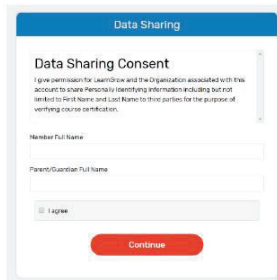 Data Sharing
Data Sharing Consent
I give permission for LearnGrow and the Organization associated with this
account to share Personally Identifying Information including but not
limited to First Name and Last Name to third parties for the purpose of
verifying course certification.
Member Full Name
Parent/Guardian Full Name
I agree
Continue